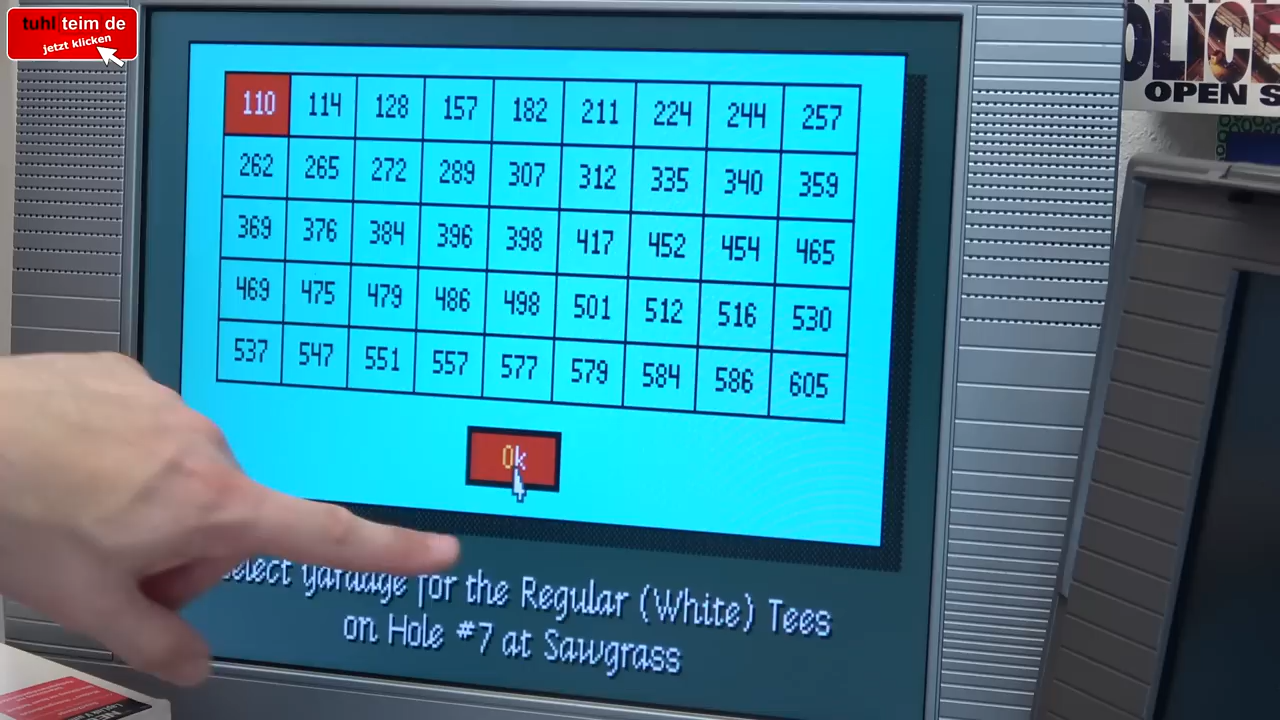 tuhl teim de
jetzt klicken
OLICE
OPEN S
110 114 128 157 182 211 224 244 257
262 265 272 289 307 312 335 340 359
369 376 384 396 398 417 452 454 465
469 475 479 486 498 501 512 516 530
537 547 551 557 577 579 584 586 605
Ok
Select yardage for the Regular (White) Tees
on Hole #7 at Sawgrass